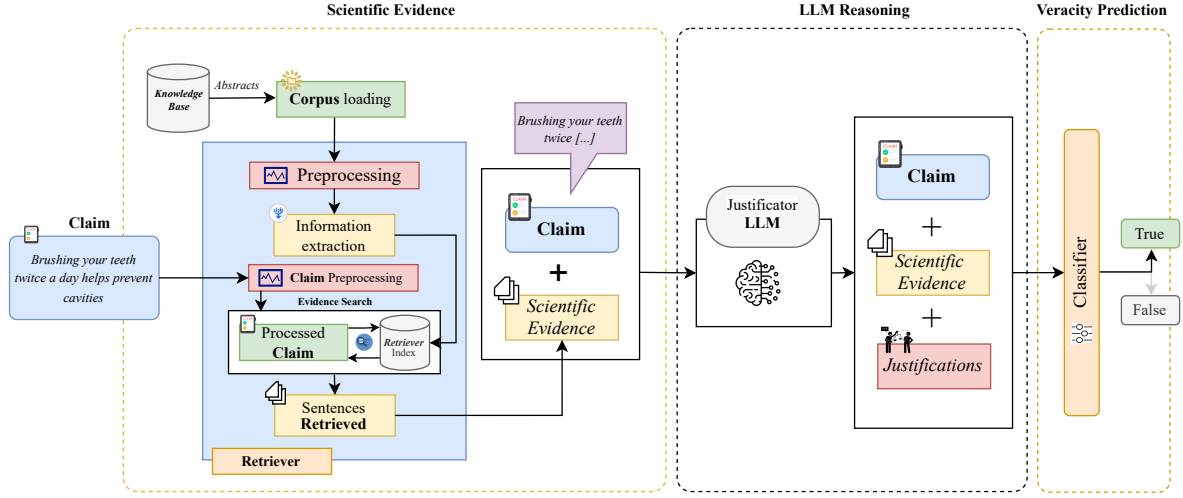 Scientific Evidence
LLM Reasoning
Veracity Prediction
Knowledge
Base
Abstracts
Corpus loading
Preprocessing
Information
extraction
Claim
Brushing your teeth
twice a day helps prevent
cavities
Claim Preprocessing
Evidence Search
Processed
Claim
Retriever
Index
Sentences
Retrieved
Retriever
Brushing your teeth
twice [...]
CLAIM
Claim
+
Scientific
Evidence
Justificator
LLM
CLAIM
Claim
+
Scientific
Evidence
+
Justifications
Classifier
True
False